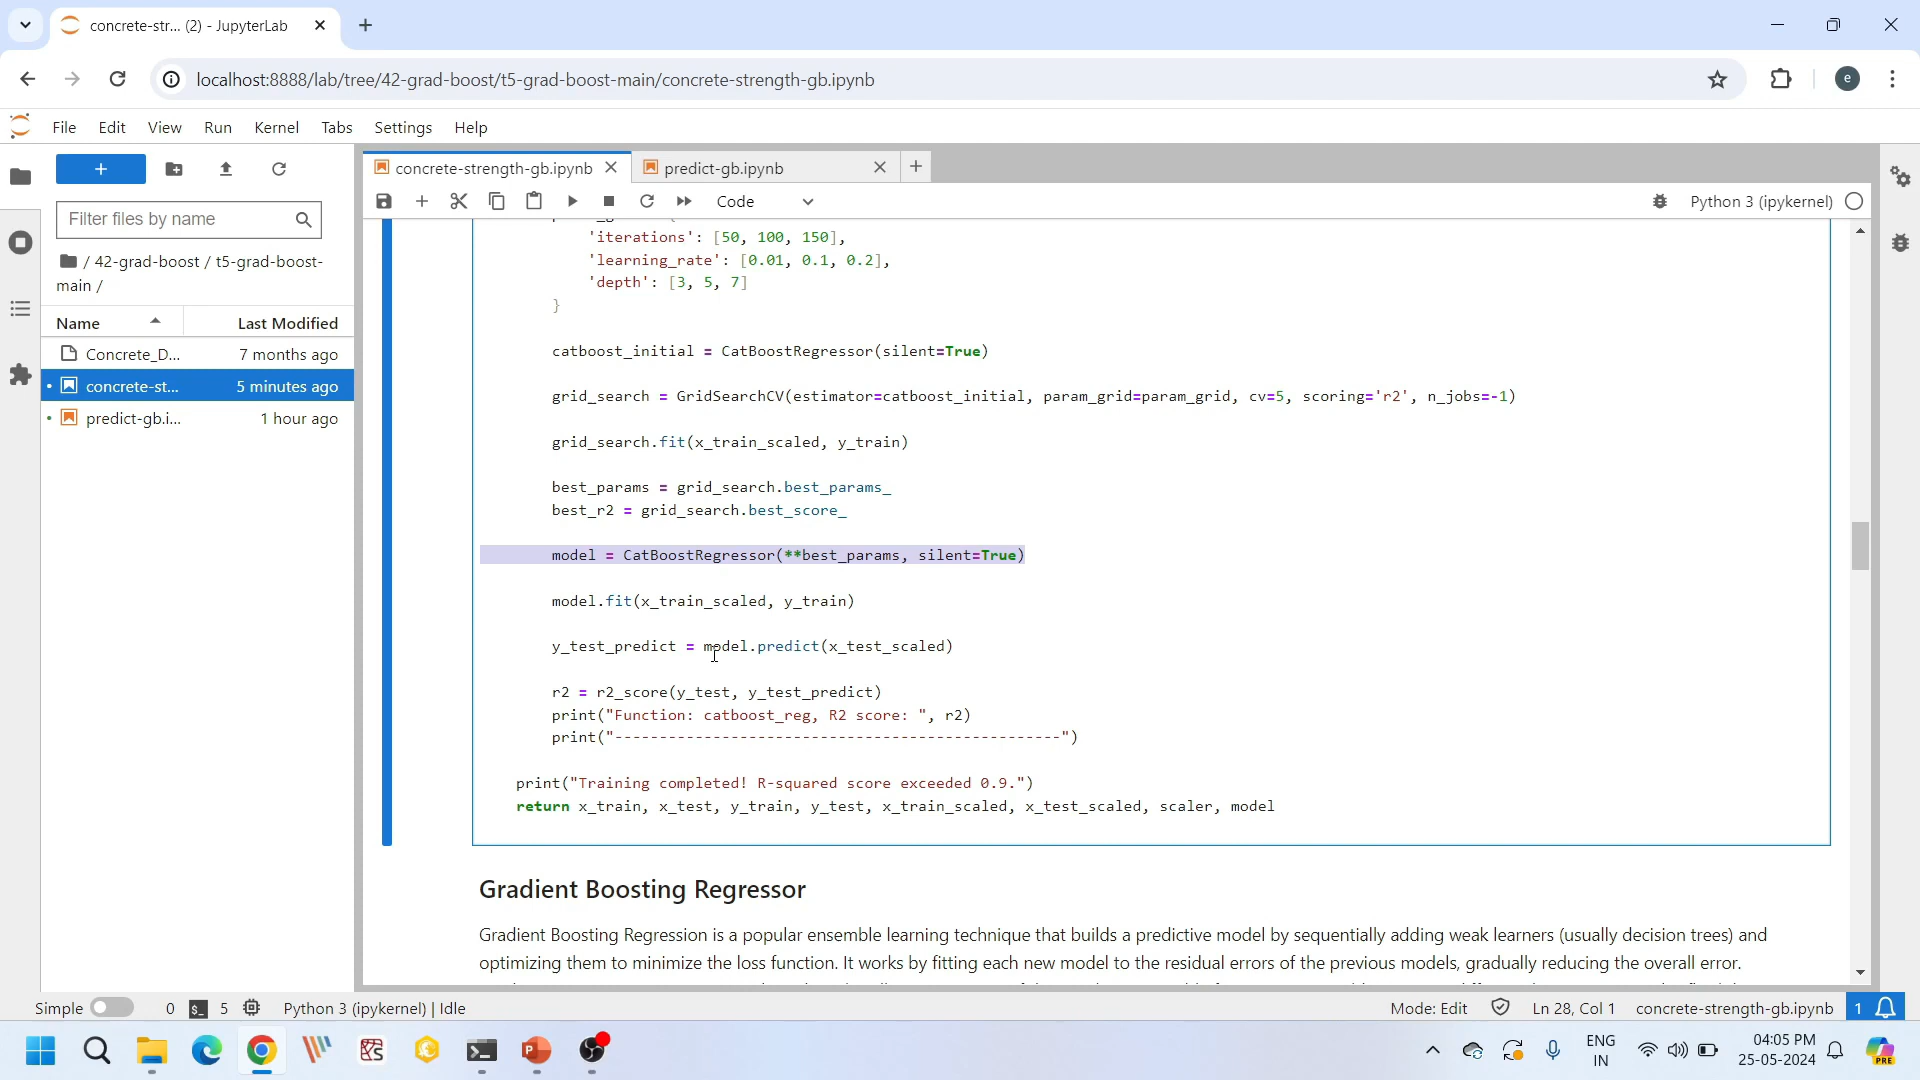 concrete-str... (2) - JupyterLab
localhost:8888/lab/tree/42-grad-boost/t5-grad-boost-main/concrete-strength-gb.ipynb
e
File Edit View Run Kernel Tabs Settings Help
concrete-strength-gb.ipynb
predict-gb.ipynb
Code
Python 3 (ipykernel)
Filter files by name
/ 42-grad-boost / t5-grad-boost-
main /
Name Last Modified
Concrete_D... 7 months ago
concrete-st... 5 minutes ago
predict-gb.i... 1 hour ago
'iterations': [50, 100, 150],
'learning_rate': [0.01, 0.1, 0.2],
'depth': [3, 5, 7]
}
catboost_initial = CatBoostRegressor(silent=True)
grid_search = GridSearchCV(estimator=catboost_initial, param_grid=param_grid, cv=5, scoring='r2', n_jobs=-1)
grid_search.fit(x_train_scaled, y_train)
best_params = grid_search.best_params_
best_r2 = grid_search.best_score_
model = CatBoostRegressor(**best_params, silent=True)
model.fit(x_train_scaled, y_train)
y_test_predict = model.predict(x_test_scaled)
r2 = r2_score(y_test, y_test_predict)
print("Function: catboost_reg, R2 score: ", r2)
print("--------------------------------------------------")
print("Training completed! R-squared score exceeded 0.9.")
return x_train, x_test, y_train, y_test, x_train_scaled, x_test_scaled, scaler, model
Gradient Boosting Regressor
Gradient Boosting Regression is a popular ensemble learning technique that builds a predictive model by sequentially adding weak learners (usually decision trees) and
optimizing them to minimize the loss function. It works by fitting each new model to the residual errors of the previous models, gradually reducing the overall error.
Simple 0 5 Python 3 (ipykernel) | Idle Mode: Edit Ln 28, Col 1 concrete-strength-gb.ipynb 1
ENG
IN
04:05 PM
25-05-2024
PRE